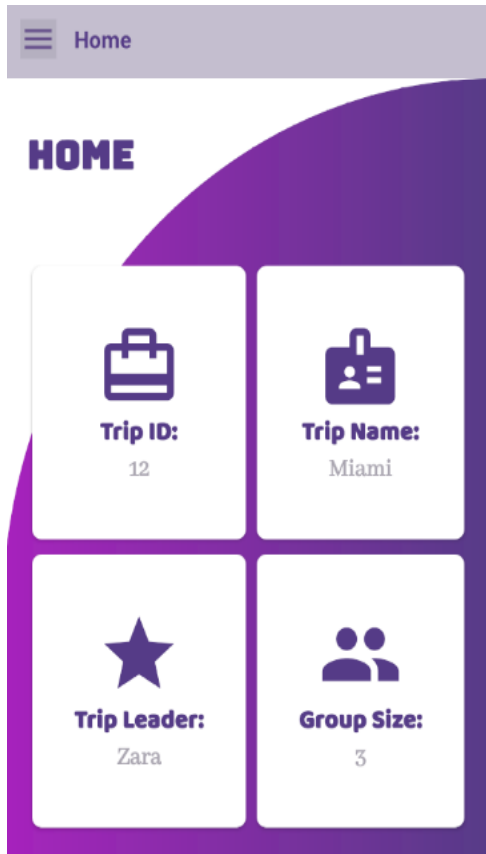 Home
HOME
Trip ID:
12
Trip Name:
Miami
Trip Leader:
Zara
Group Size:
3